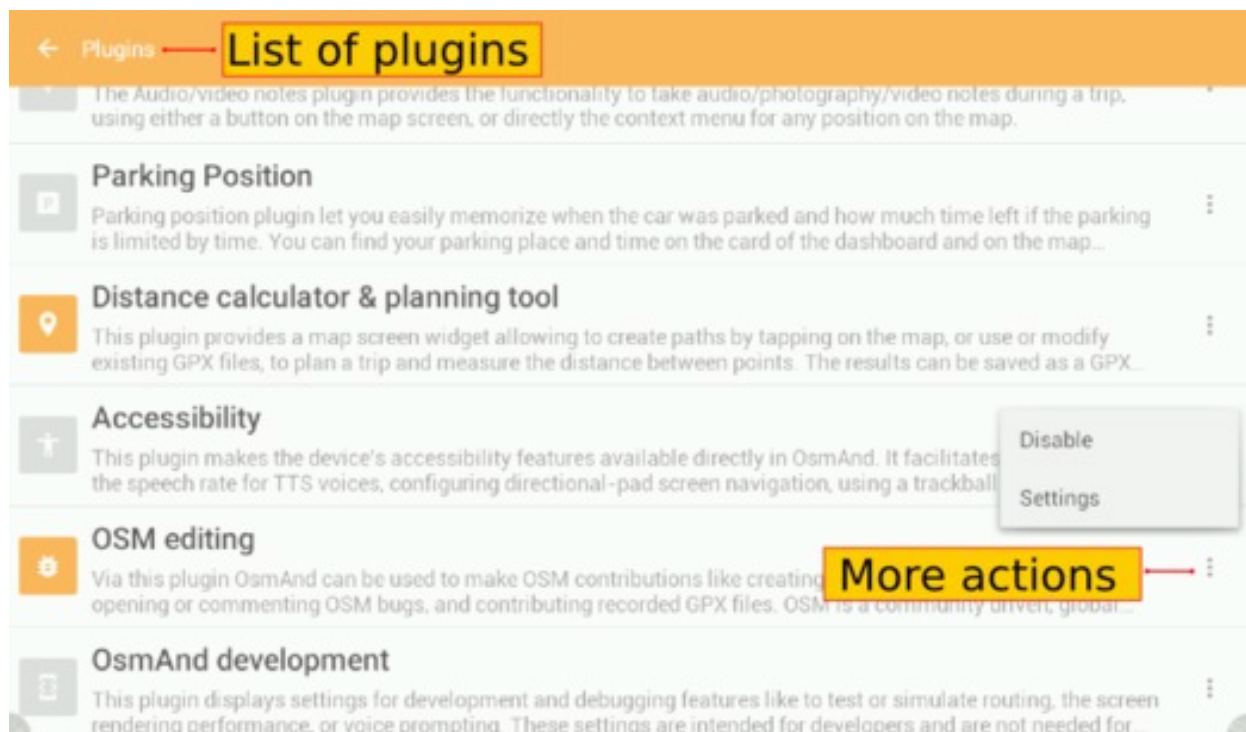 Plugins
List of plugins
The Audio/video notes plugin provides the functionality to take audio/photography/video notes during a trip,
using either a button on the map screen, or directly the context menu for any position on the map.
Parking Position
P
Parking position plugin let you easily memorize when the car was parked and how much time left if the parking
is limited by time. You can find your parking place and time on the card of the dashboard and on the map...
Distance calculator & planning tool
This plugin provides a map screen widget allowing to create paths by tapping on the map, or use or modify
existing GPX files, to plan a trip and measure the distance between points. The results can be saved as a GPX...
Accessibility
This plugin makes the device's accessibility features available directly in OsmAnd. It facilitates
the speech rate for TTS voices, configuring directional-pad screen navigation, using a trackball
Disable
Settings
OSM editing
Via this plugin OsmAnd can be used to make OSM contributions like creating
opening or commenting OSM bugs, and contributing recorded GPX files. OSM is a community driven, global...
More actions
OsmAnd development
This plugin displays settings for development and debugging features like to test or simulate routing, the screen
rendering performance, or voice prompting. These settings are intended for developers and are not needed for...